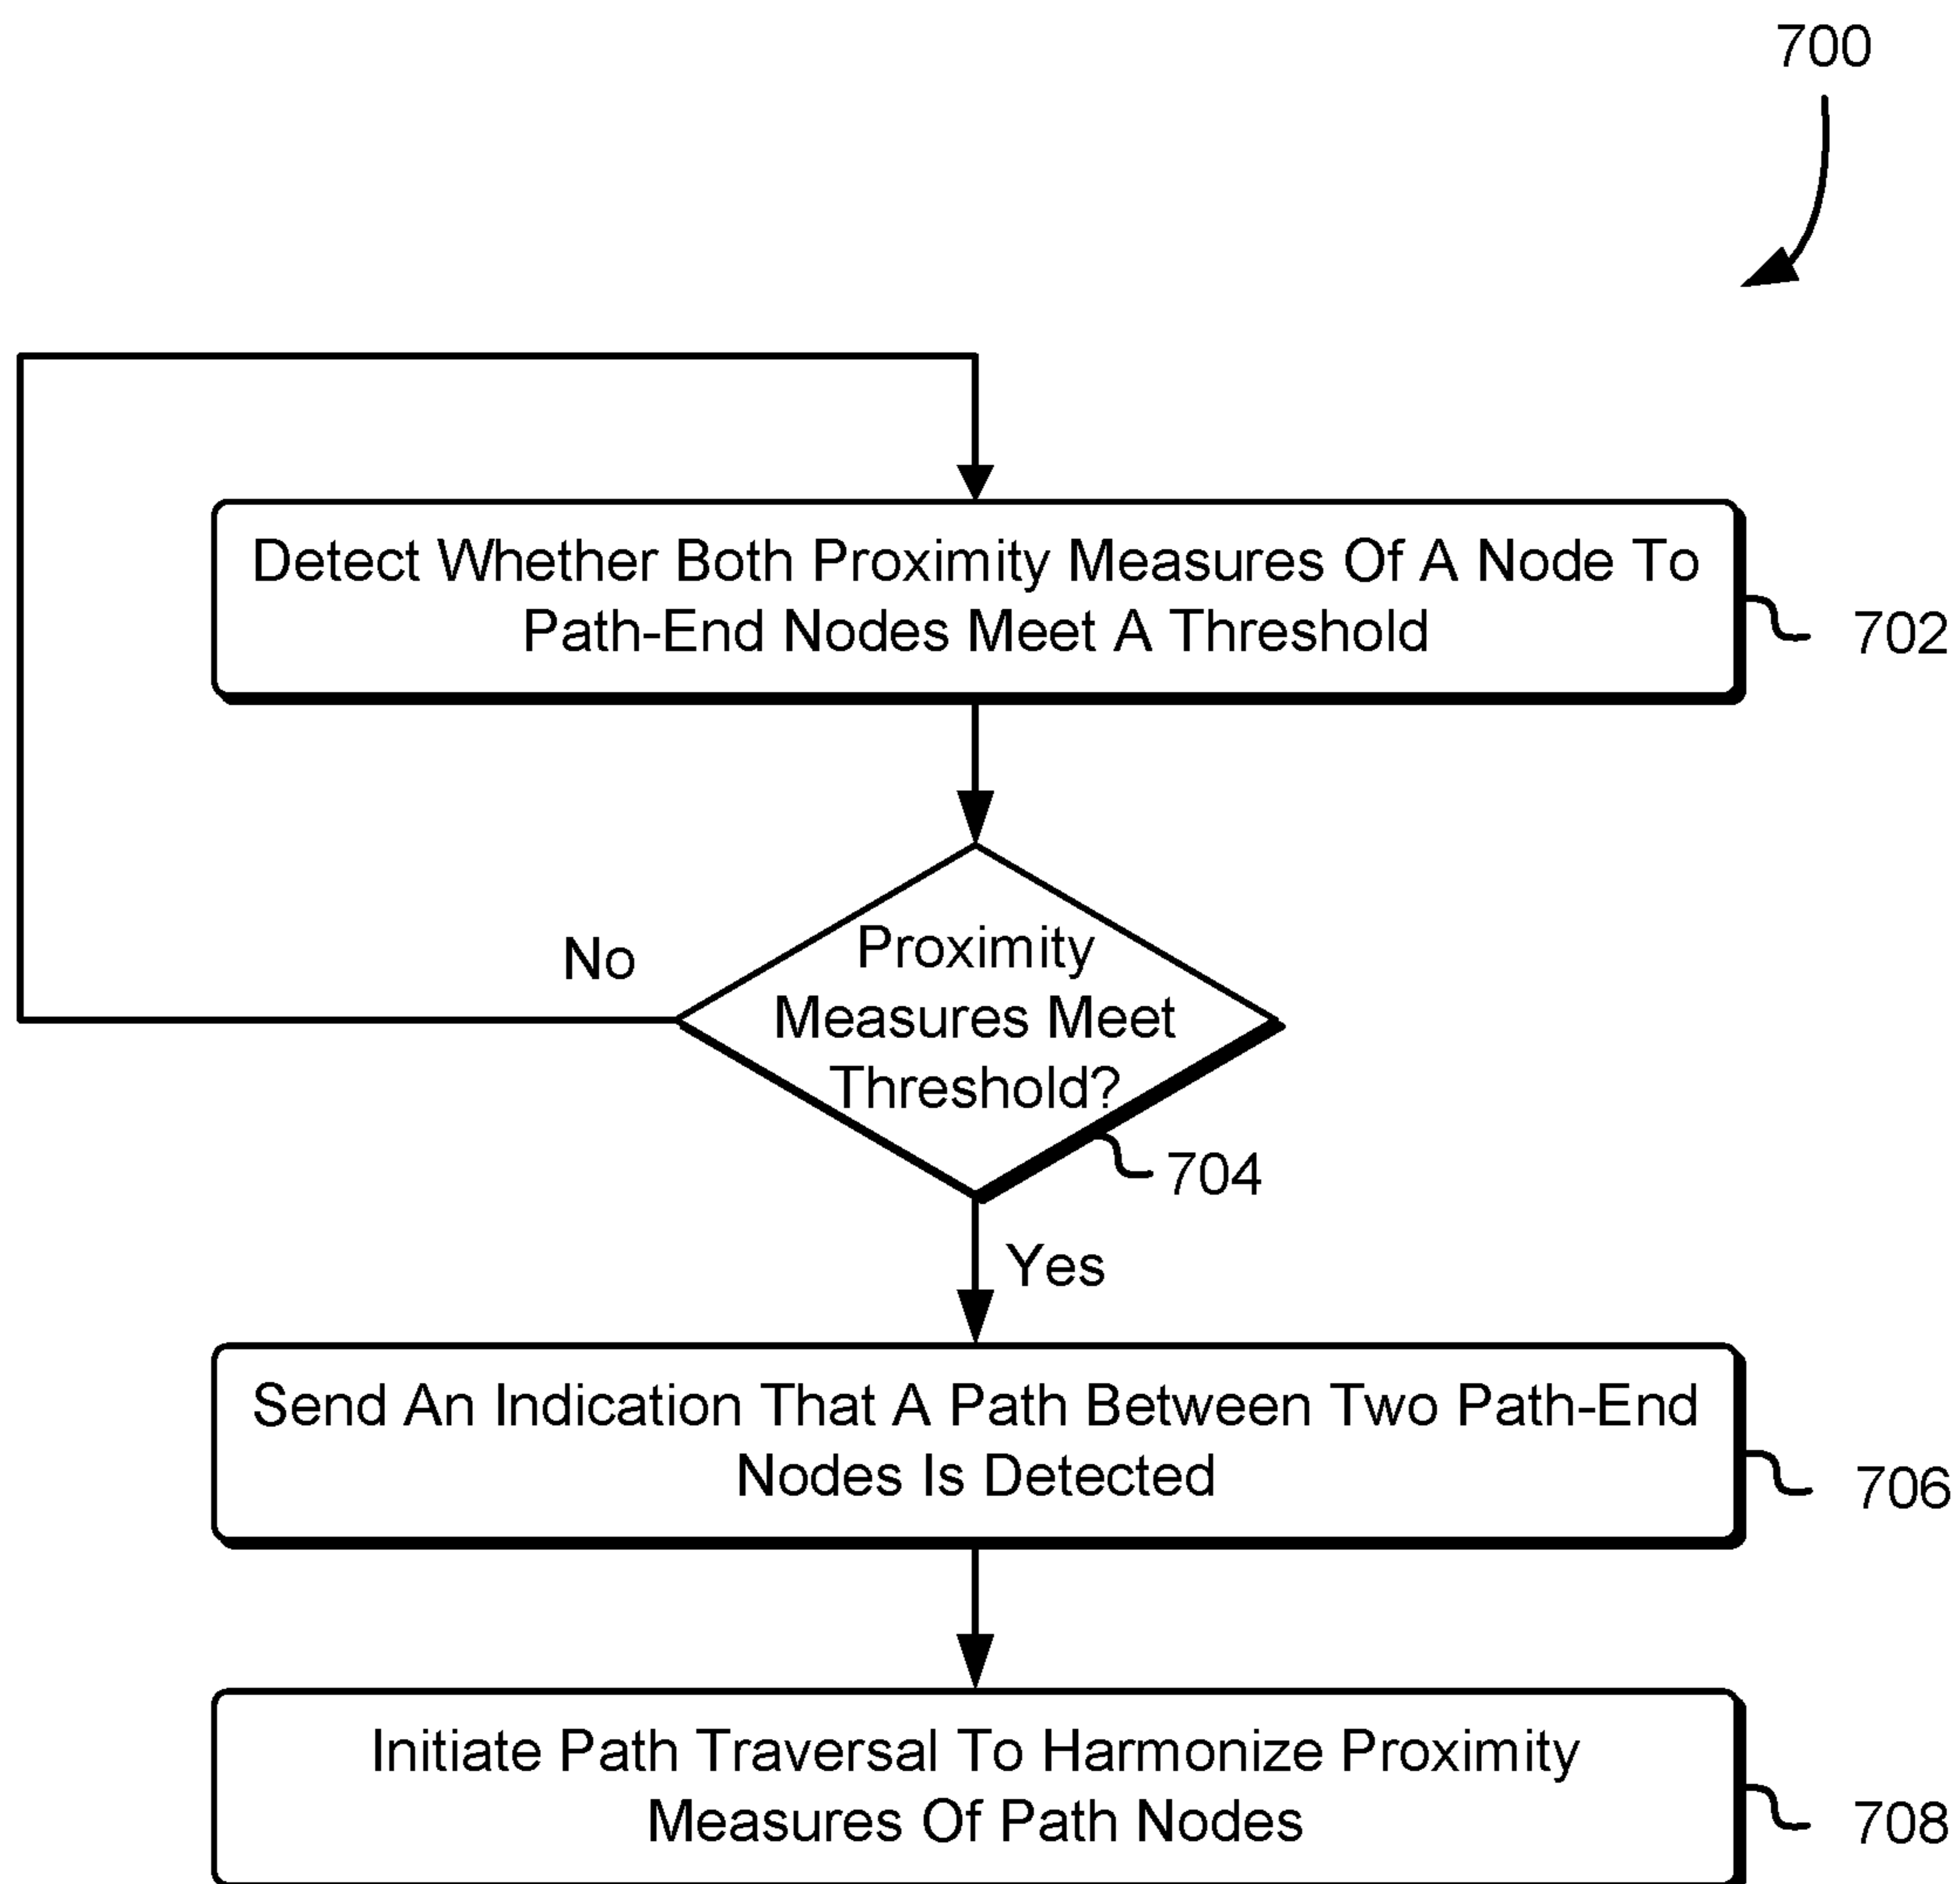 700
Detect Whether Both Proximity Measures Of A Node To
Path-End Nodes Meet A Threshold
702
No
Proximity
Measures Meet
Threshold?
704
Yes
Send An Indication That A Path Between Two Path-End
Nodes Is Detected
706
Initiate Path Traversal To Harmonize Proximity
Measures Of Path Nodes
708